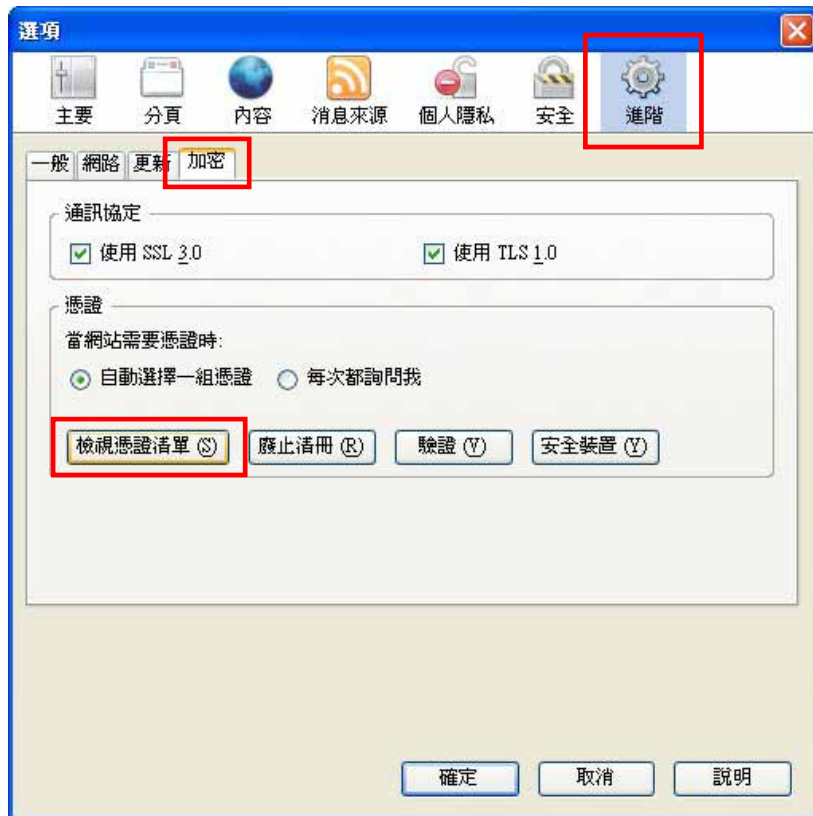 選項
主要 分頁 內容 消息來源 個人隱私 安全 進階
一般 網路 更新 加密
通訊協定
使用 SSL 3.0 使用 TLS 1.0
憑證
當網站需要憑證時:
自動選擇一組憑證 每次都詢問我
檢視憑證清單 (S) 廢止清冊 (R) 驗證 (V) 安全裝置 (Y)
確定 取消 說明